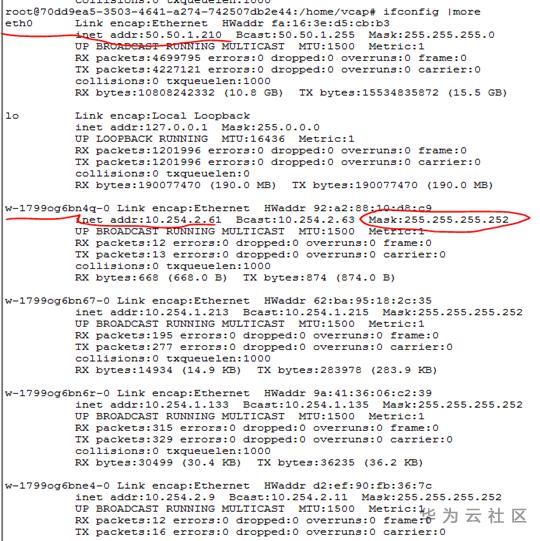 root@70dd9ea5-3503-4641-a274-742507db2e44:/home/vcap# ifconfig |more
eth0 Link encap:Ethernet HWaddr fa:16:3e:d5:cb:b3
inet addr:50.50.1.210 Bcast:50.50.1.255 Mask:255.255.255.0
UP BROADCAST RUNNING MULTICAST MTU:1500 Metric:1
RX packets:4699795 errors:0 dropped:0 overruns:0 frame:0
TX packets:4227121 errors:0 dropped:0 overruns:0 carrier:0
collisions:0 txqueuelen:1000
RX bytes:10808242332 (10.8 GB) TX bytes:15534835872 (15.5 GB)
lo Link encap:Local Loopback
inet addr:127.0.0.1 Mask:255.0.0.0
UP LOOPBACK RUNNING MTU:16436 Metric:1
RX packets:1201996 errors:0 dropped:0 overruns:0 frame:0
TX packets:1201996 errors:0 dropped:0 overruns:0 carrier:0
collisions:0 txqueuelen:0
RX bytes:190077470 (190.0 MB) TX bytes:190077470 (190.0 MB)
w-1799og6bn4q-0 Link encap:Ethernet HWaddr 92:a2:88:10:d8:c9
inet addr:10.254.2.61 Bcast:10.254.2.63 Mask:255.255.255.252
UP BROADCAST RUNNING MULTICAST MTU:1500 Metric:1
RX packets:12 errors:0 dropped:0 overruns:0 frame:0
TX packets:13 errors:0 dropped:0 overruns:0 carrier:0
collisions:0 txqueuelen:1000
RX bytes:668 (668.0 B) TX bytes:874 (874.0 B)
w-1799og6bn67-0 Link encap:Ethernet HWaddr 62:ba:95:18:2c:35
inet addr:10.254.1.213 Bcast:10.254.1.215 Mask:255.255.255.252
UP BROADCAST RUNNING MULTICAST MTU:1500 Metric:1
RX packets:195 errors:0 dropped:0 overruns:0 frame:0
TX packets:277 errors:0 dropped:0 overruns:0 carrier:0
collisions:0 txqueuelen:1000
RX bytes:14934 (14.9 KB) TX bytes:283978 (283.9 KB)
w-1799og6bn6r-0 Link encap:Ethernet HWaddr 9a:41:36:06:c2:39
inet addr:10.254.1.133 Bcast:10.254.1.135 Mask:255.255.255.252
UP BROADCAST RUNNING MULTICAST MTU:1500 Metric:1
RX packets:315 errors:0 dropped:0 overruns:0 frame:0
TX packets:329 errors:0 dropped:0 overruns:0 carrier:0
collisions:0 txqueuelen:1000
RX bytes:30499 (30.4 KB) TX bytes:36235 (36.2 KB)
w-1799og6bne4-0 Link encap:Ethernet HWaddr d2:ef:90:fb:36:7c
inet addr:10.254.2.9 Bcast:10.254.2.11 Mask:255.255.255.252
UP BROADCAST RUNNING MULTICAST MTU:1500 Metric:1
RX packets:12 errors:0 dropped:0 overruns:0 frame:0
TX packets:16 errors:0 dropped:0 overruns:0 carrier:0
华为云社区